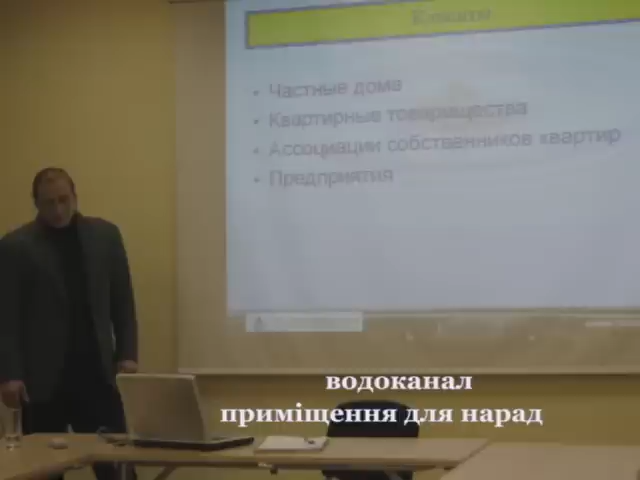 Клиенты
• Частные дома
• Квартирные товарищества
• Ассоциации собственников квартир
• Предприятия
водоканал
приміщення для нарад